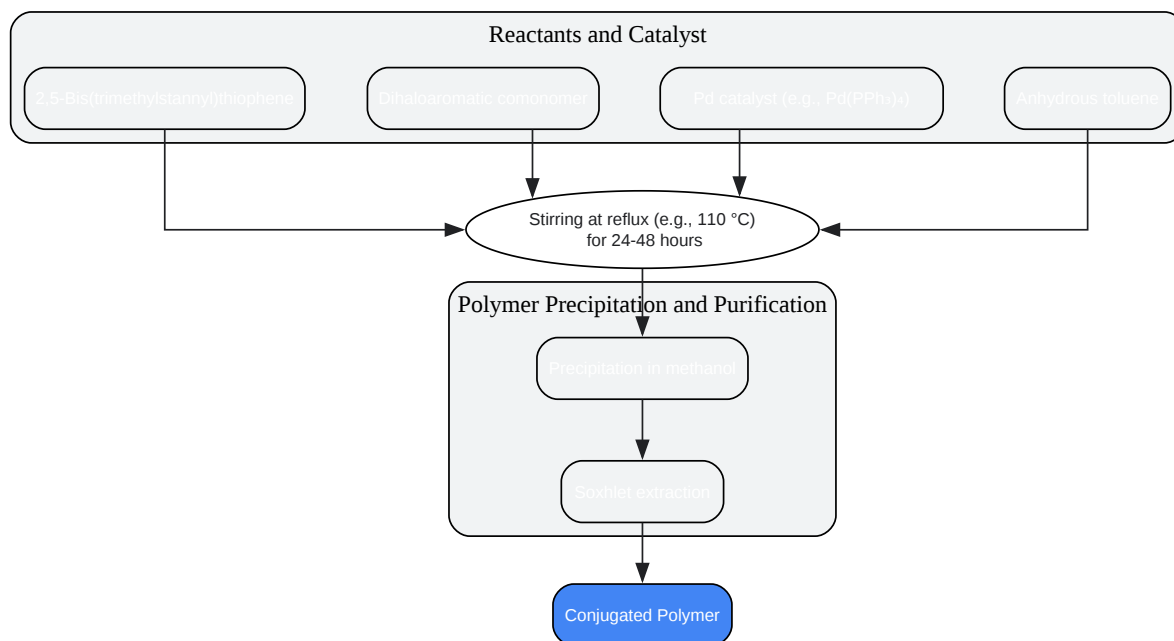 Reactants and Catalyst
2,5-Bis(trimethylstannyl)thiophene
Dihaloaromatic comonomer
Pd catalyst (e.g., Pd(PPh₃)₄)
Anhydrous toluene
Stirring at reflux (e.g., 110 °C)
for 24-48 hours
Polymer Precipitation and Purification
Precipitation in methanol
Soxhlet extraction
Conjugated Polymer